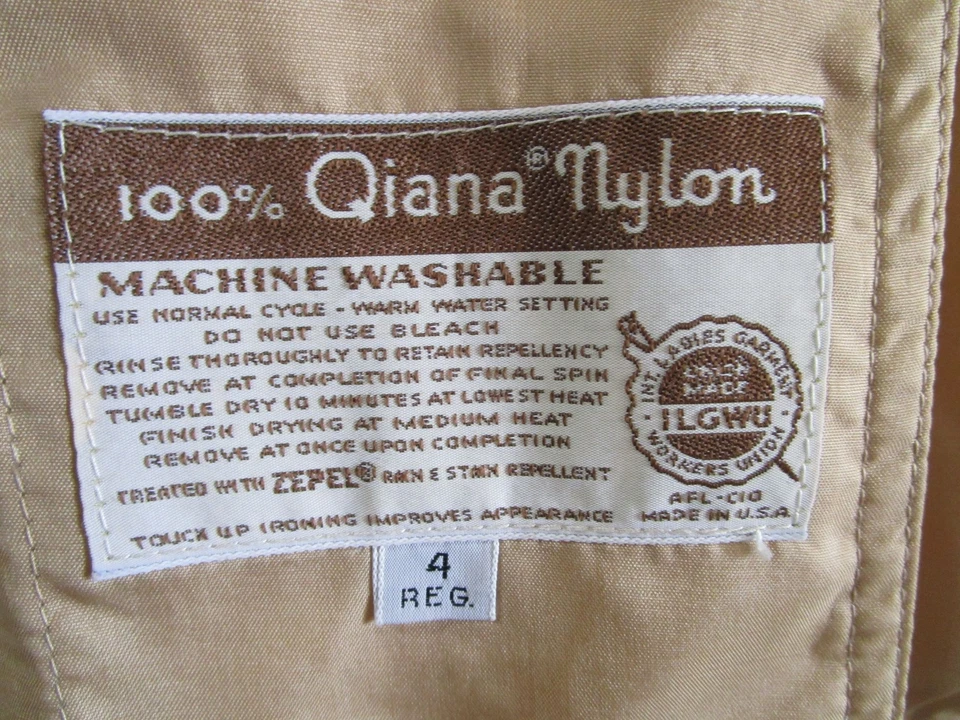 100% Qiana® Nylon
MACHINE WASHABLE
USE NORMAL CYCLE - WARM WATER SETTING
DO NOT USE BLEACH
RINSE THOROUGHLY TO RETAIN REPELLENCY
REMOVE AT COMPLETION OF FINAL SPIN
TUMBLE DRY 10 MINUTES AT LOWEST HEAT
FINISH DRYING AT MEDIUM HEAT
REMOVE AT ONCE UPON COMPLETION
TREATED WITH ZEPEL® RAIN & STAIN REPELLENT
TOUCH UP IRONING IMPROVES APPEARANCE
INT. LADIES GARMENT
UNION MADE
ILGWU
WORKERS UNION
AFL-CIO
MADE IN U.S.A.
4
REG.